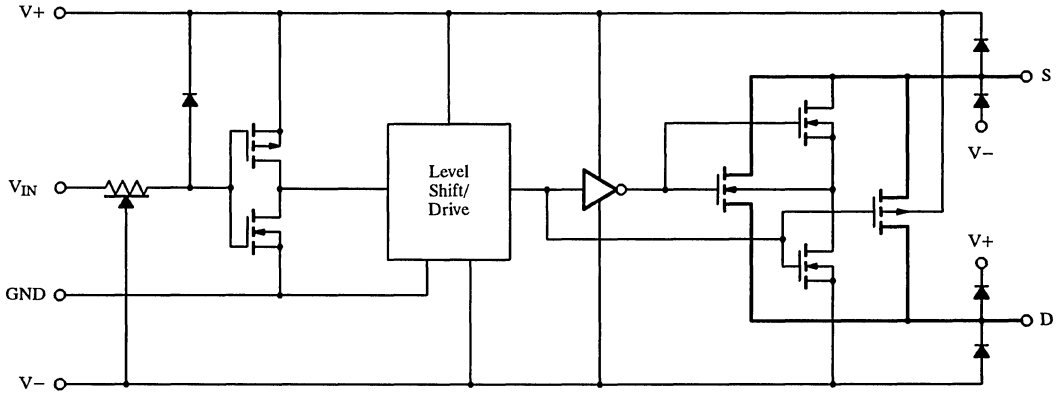 V+
S
V−
Level
Shift/
Drive
VIN
V+
GND
D
V−